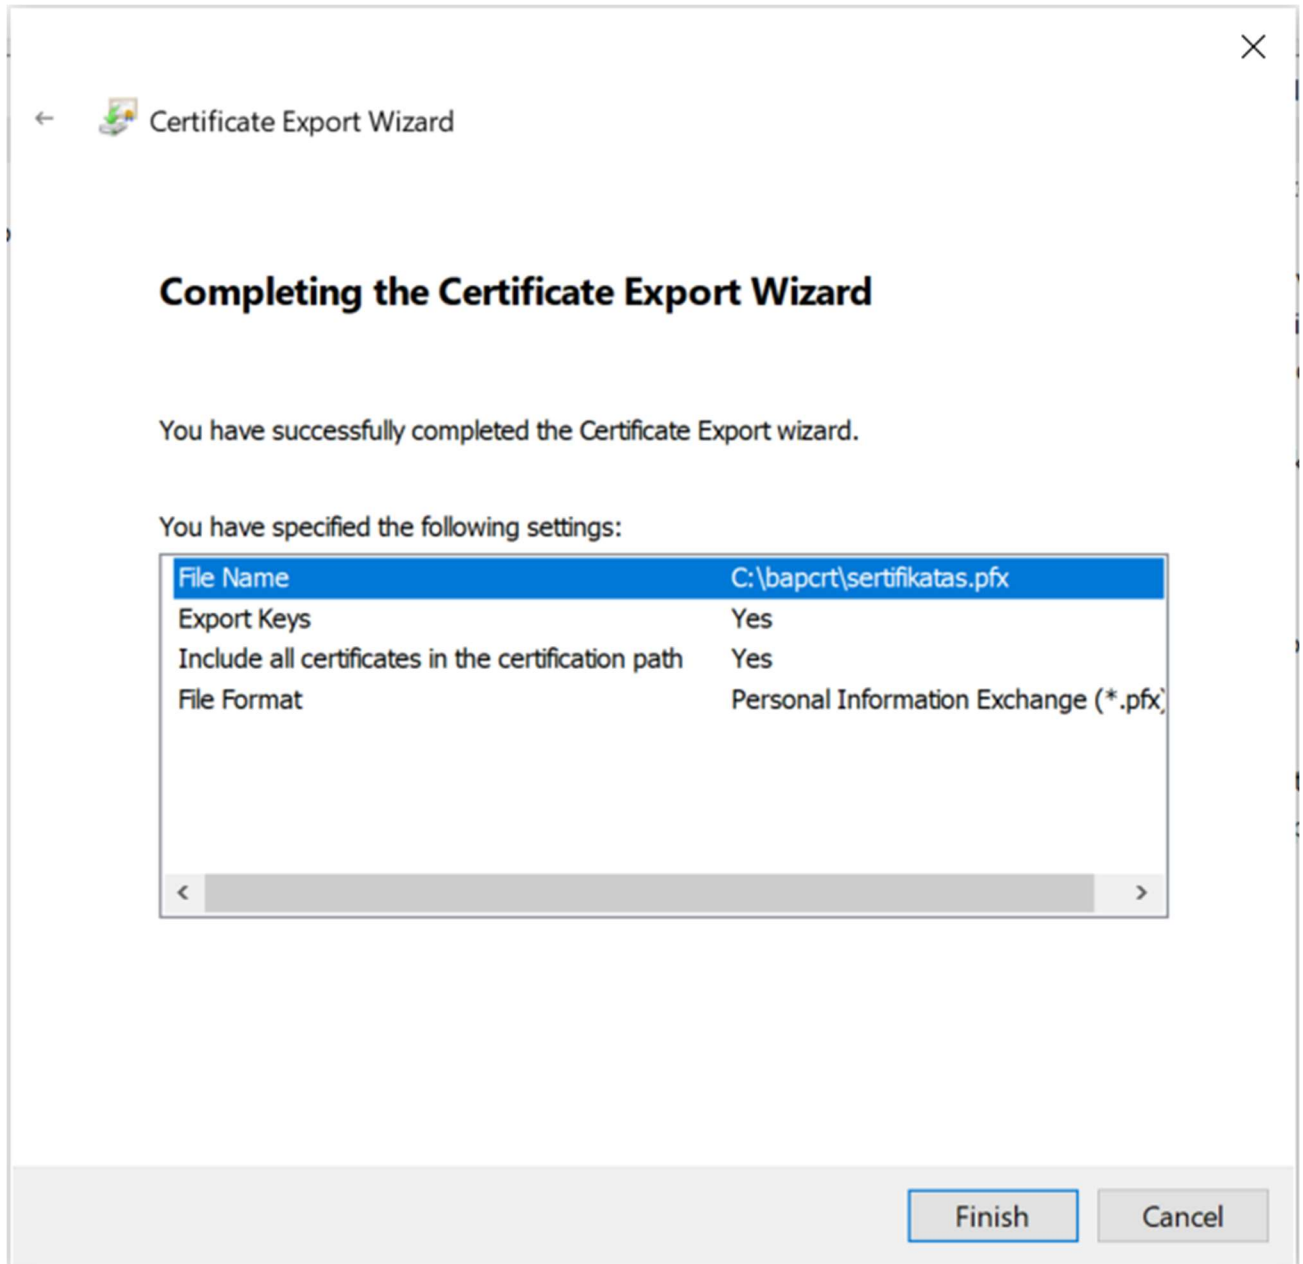 Certificate Export Wizard
Completing the Certificate Export Wizard
You have successfully completed the Certificate Export wizard.
You have specified the following settings:
File Name C:\bapcrt\sertifikatas.pfx
Export Keys Yes
Include all certificates in the certification path Yes
File Format Personal Information Exchange (*.pfx)
Finish Cancel